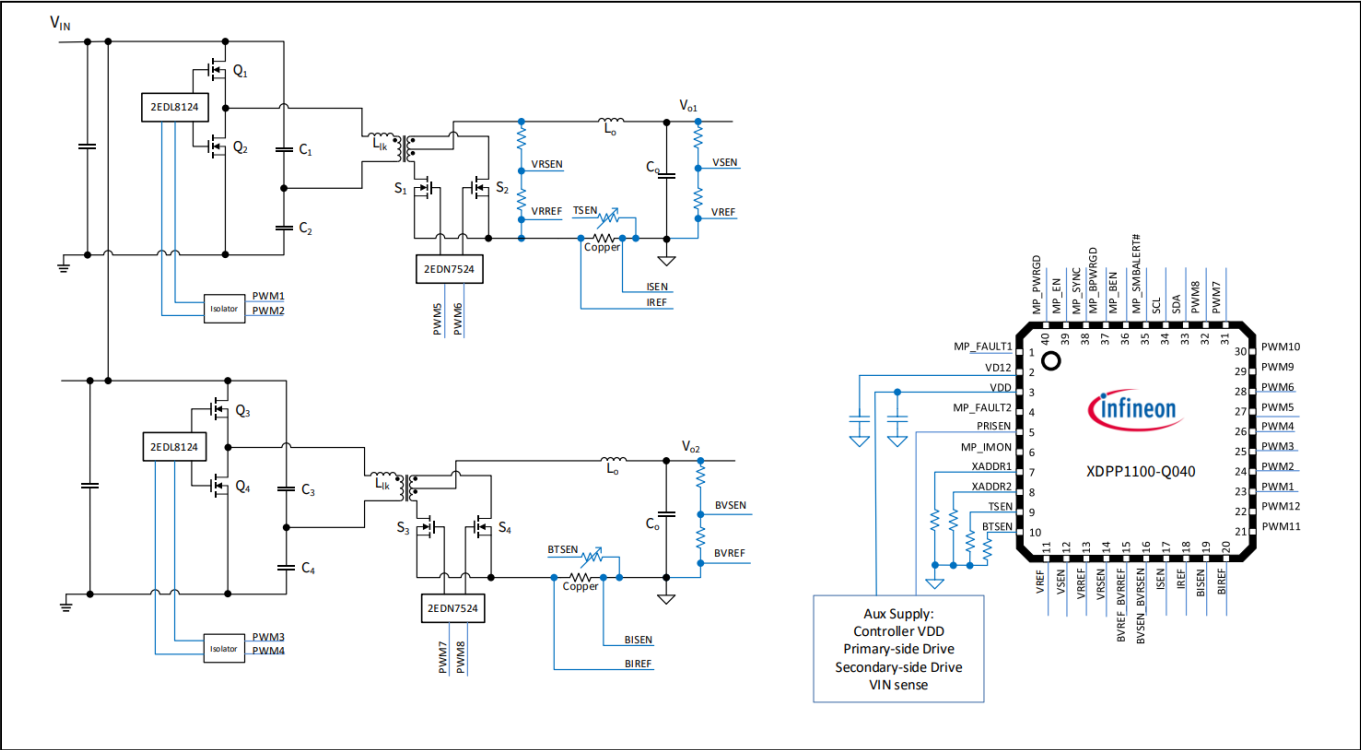 VIN
Q1
2EDL8124
Q2
C1
C2
Llk
S1
S2
VRSEN
VRREF
TSEN
Copper
Lo
Co
Vo1
VSEN
VREF
2EDN7524
ISEN
IREF
PWM5
PWM6
Isolator
PWM1
PWM2
Q3
2EDL8124
Q4
C3
C4
Llk
S3
S4
BTSEN
Copper
Lo
Co
Vo2
BVSEN
BVREF
2EDN7524
BISEN
BIREF
PWM7
PWM8
Isolator
PWM3
PWM4
MP_PWRGD
MP_EN
MP_SYNC
MP_BPWRGD
MP_BEN
MP_SMBALERT#
SCL
SDA
PWM8
PWM7
40 39 38 37 36 35 34 33 32 31
MP_FAULT1 1
VD12 2
VDD 3
MP_FAULT2 4
PRISEN 5
MP_IMON 6
XADDR1 7
XADDR2 8
TSEN 9
BTSEN 10
infineon
XDPP1100-Q040
30 PWM10
29 PWM9
28 PWM6
27 PWM5
26 PWM4
25 PWM3
24 PWM2
23 PWM1
22 PWM12
21 PWM11
11 12 13 14 15 16 17 18 19 20
VREF
VSEN
VRREF
VRSEN
BVREF_BVRREF
BVSEN_BVRSEN
ISEN
IREF
BISEN
BIREF
Aux Supply:
Controller VDD
Primary-side Drive
Secondary-side Drive
VIN sense